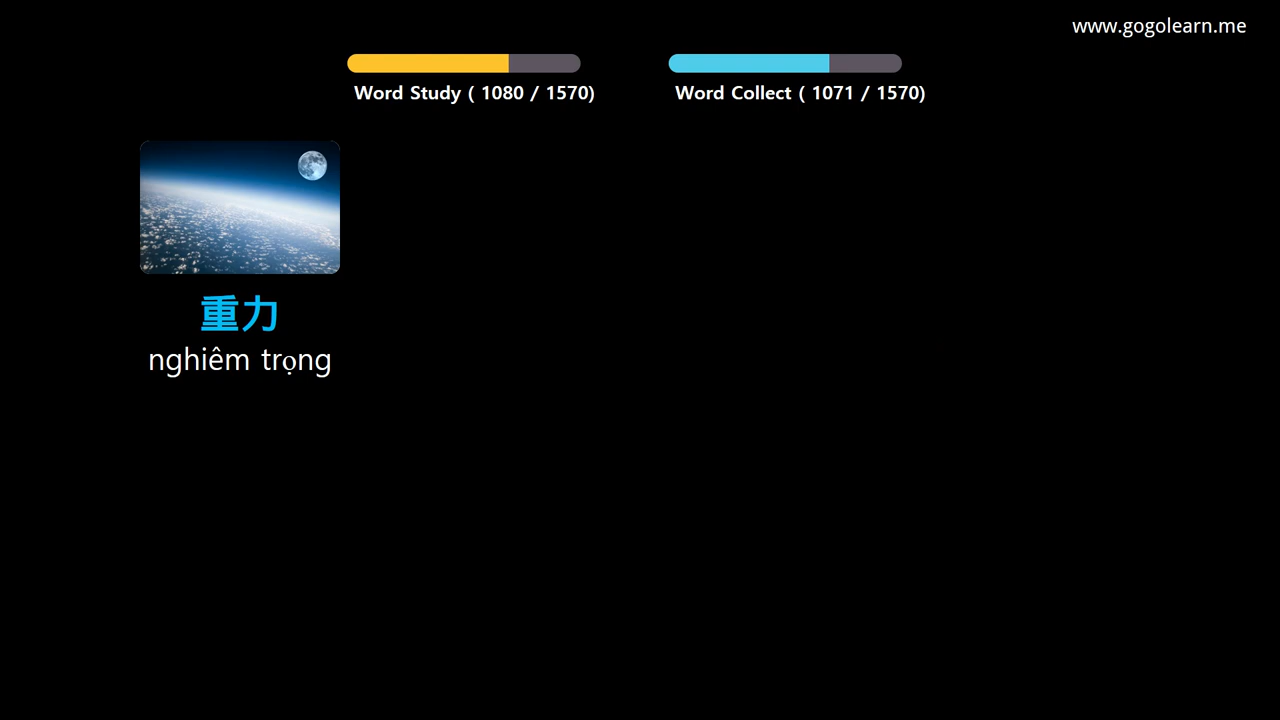 www.gogolearn.me
Word Study ( 1080 / 1570)
Word Collect ( 1071 / 1570)
重力
nghiêm trọng